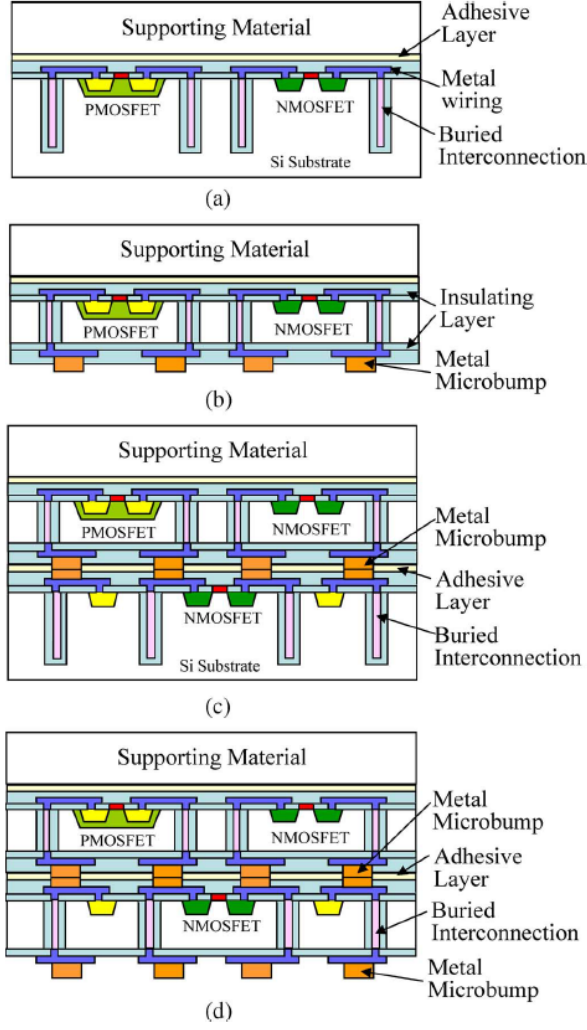 Supporting Material
Adhesive
Layer
Metal
wiring
PMOSFET
NMOSFET
Buried
Interconnection
Si Substrate
(a)
Supporting Material
Insulating
Layer
PMOSFET
NMOSFET
Metal
Microbump
(b)
Supporting Material
PMOSFET
NMOSFET
Metal
Microbump
Adhesive
Layer
NMOSFET
Buried
Interconnection
Si Substrate
(c)
Supporting Material
Metal
Microbump
PMOSFET
NMOSFET
Adhesive
Layer
NMOSFET
Buried
Interconnection
Metal
Microbump
(d)